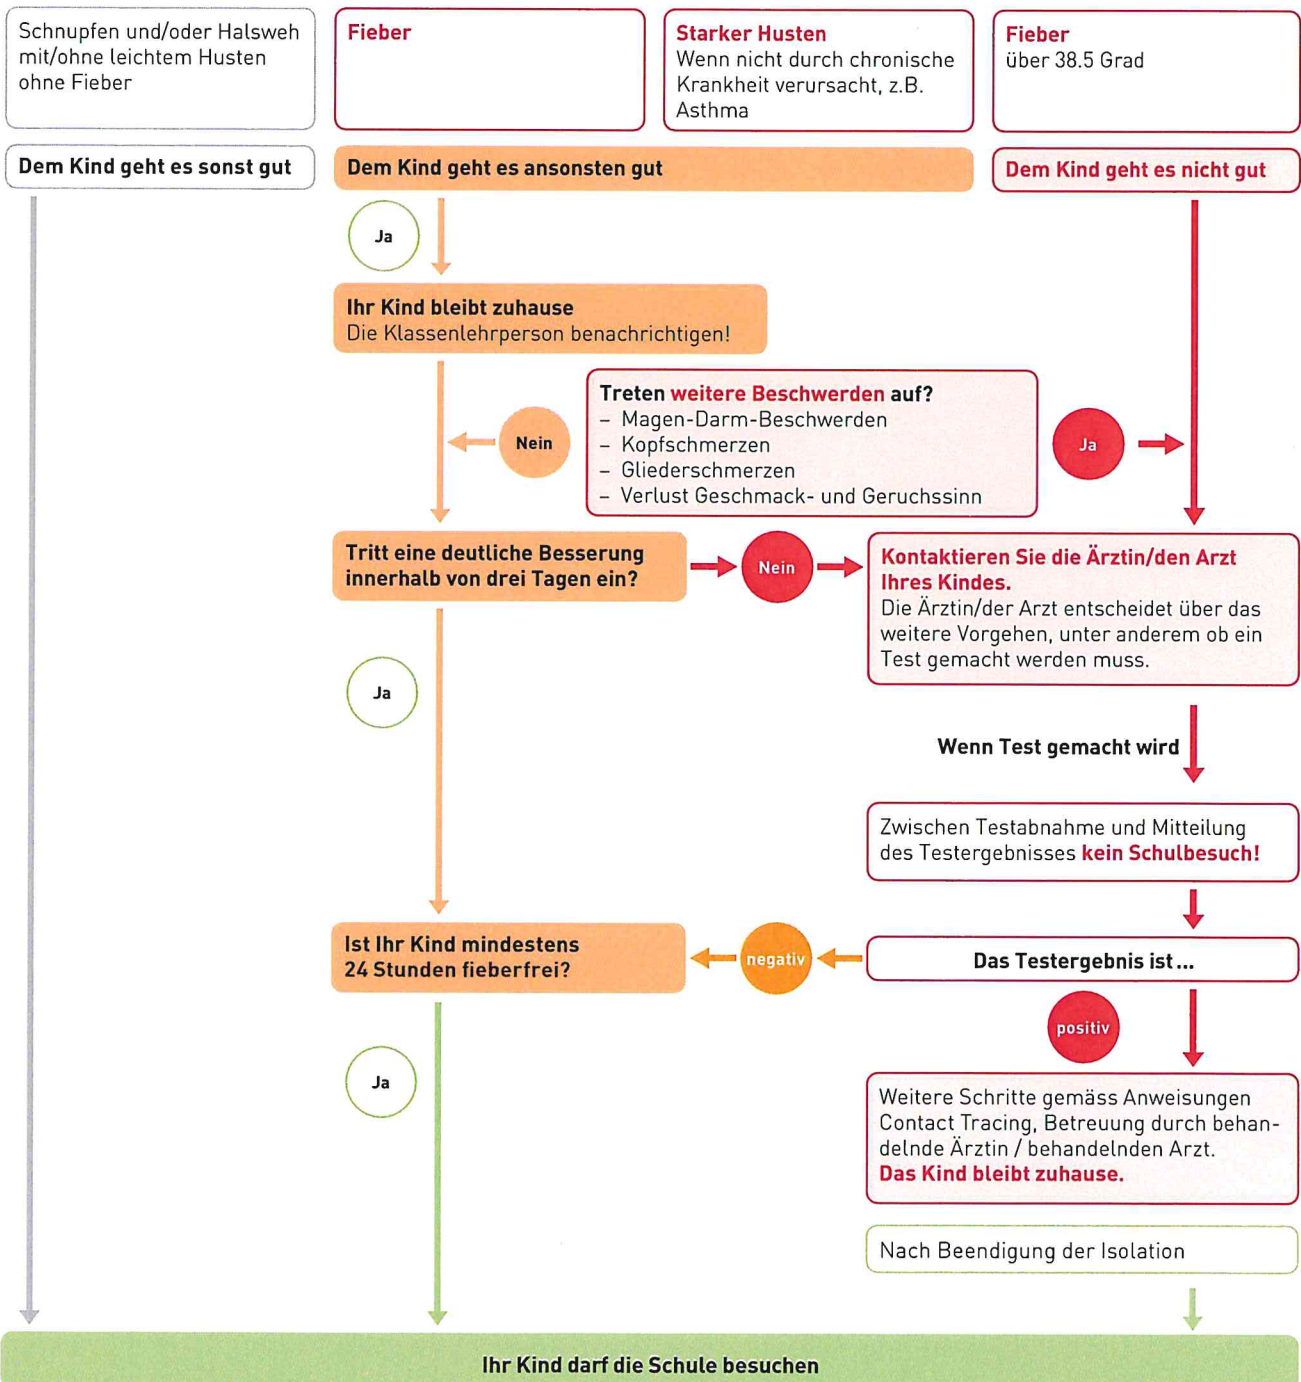 Schnupfen und/oder Halsweh
mit/ohne leichtem Husten
ohne Fieber
Fieber
Starker Husten
Wenn nicht durch chronische
Krankheit verursacht, z.B.
Asthma
Fieber
über 38.5 Grad
Dem Kind geht es sonst gut
Dem Kind geht es ansonsten gut
Dem Kind geht es nicht gut
Ja
Ihr Kind bleibt zuhause
Die Klassenlehrperson benachrichtigen!
Treten weitere Beschwerden auf?
– Magen-Darm-Beschwerden
– Kopfschmerzen
– Gliederschmerzen
– Verlust Geschmack- und Geruchssinn
Nein
Ja
Tritt eine deutliche Besserung
innerhalb von drei Tagen ein?
Nein
Kontaktieren Sie die Ärztin/den Arzt
Ihres Kindes.
Die Ärztin/der Arzt entscheidet über das
weitere Vorgehen, unter anderem ob ein
Test gemacht werden muss.
Ja
Wenn Test gemacht wird
Zwischen Testabnahme und Mitteilung
des Testergebnisses kein Schulbesuch!
Ist Ihr Kind mindestens
24 Stunden fieberfrei?
negativ
Das Testergebnis ist ...
positiv
Ja
Weitere Schritte gemäss Anweisungen
Contact Tracing, Betreuung durch behan-
delnde Ärztin / behandelnden Arzt.
Das Kind bleibt zuhause.
Nach Beendigung der Isolation
Ihr Kind darf die Schule besuchen